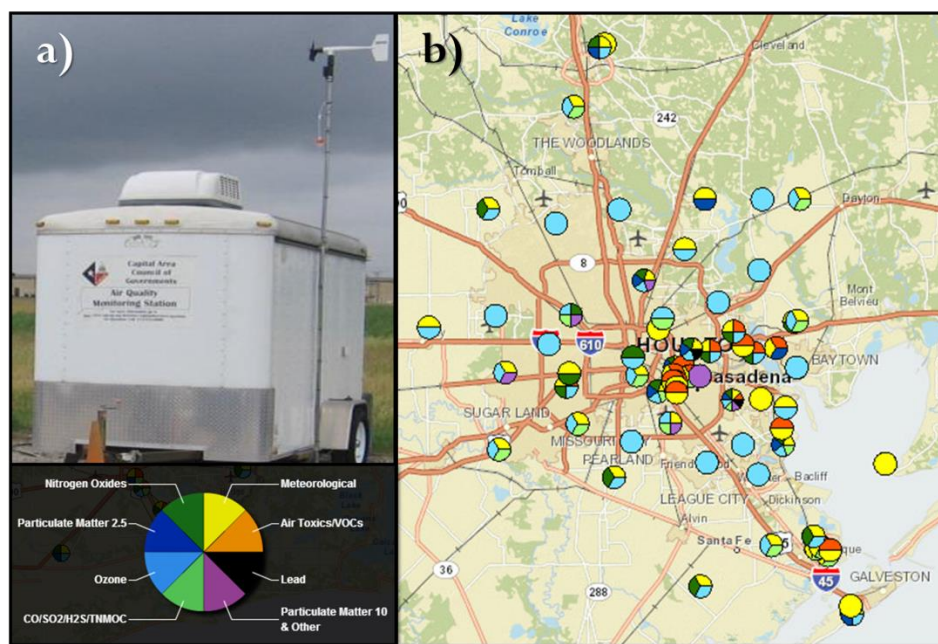 a)
Capital Area
Council of
Governments
Air Quality
Monitoring Station
Nitrogen Oxides
Meteorological
Particulate Matter 2.5
Air Toxics/VOCs
Ozone
Lead
CO/SO2/H2S/TNMOC
Particulate Matter 10
& Other
b)
Lake
Conroe
Cleveland
242
THE WOODLANDS
Tomball
Dayton
8
Mont
Belvieu
610
HOUSTO
BAYTOWN
Pasadena
SUGAR LAND
MISSOURI
PEARLAND
LEAGUE CITY
Bacliff
Dickinson
Alvin
Santa Fe
que
36
288
45
GALVESTON